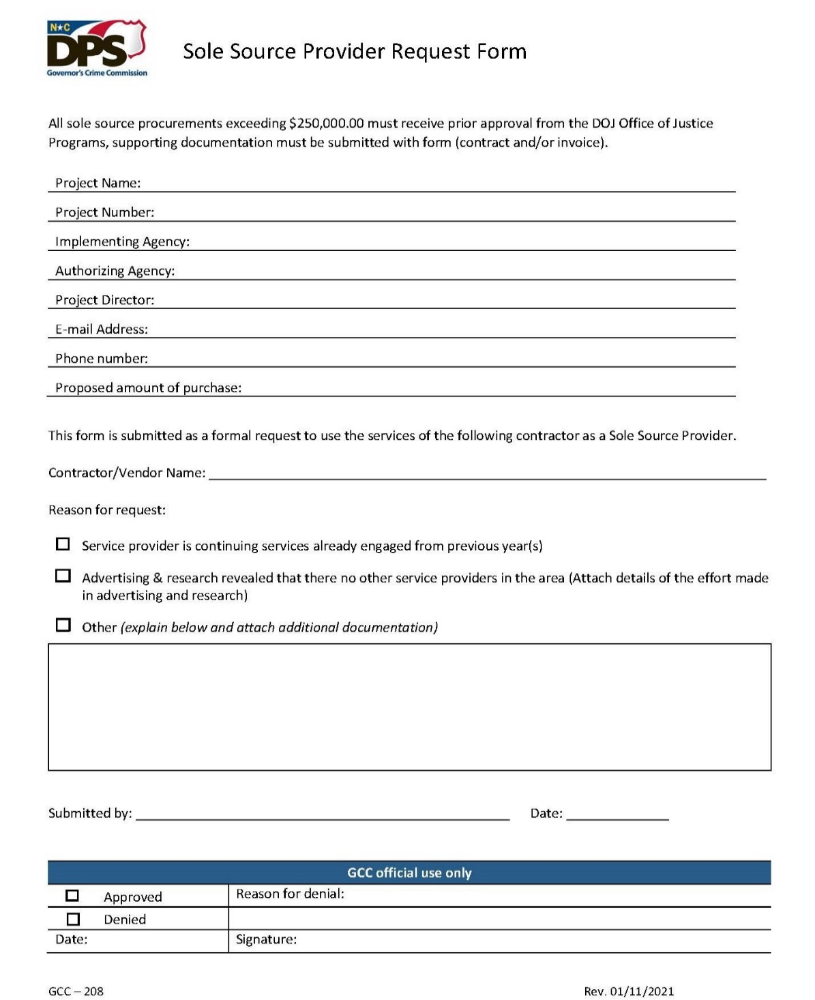 N★C
DPS
Governor's Crime Commission
Sole Source Provider Request Form
All sole source procurements exceeding $250,000.00 must receive prior approval from the DOJ Office of Justice
Programs, supporting documentation must be submitted with form (contract and/or invoice).
Project Name:
Project Number:
Implementing Agency:
Authorizing Agency:
Project Director:
E-mail Address:
Phone number:
Proposed amount of purchase:
This form is submitted as a formal request to use the services of the following contractor as a Sole Source Provider.
Contractor/Vendor Name:
Reason for request:
Service provider is continuing services already engaged from previous year(s)
Advertising & research revealed that there no other service providers in the area (Attach details of the effort made
in advertising and research)
Other (explain below and attach additional documentation)
Submitted by: Date:
GCC official use only
Approved Reason for denial:
Denied
Date: Signature:
GCC – 208 Rev. 01/11/2021